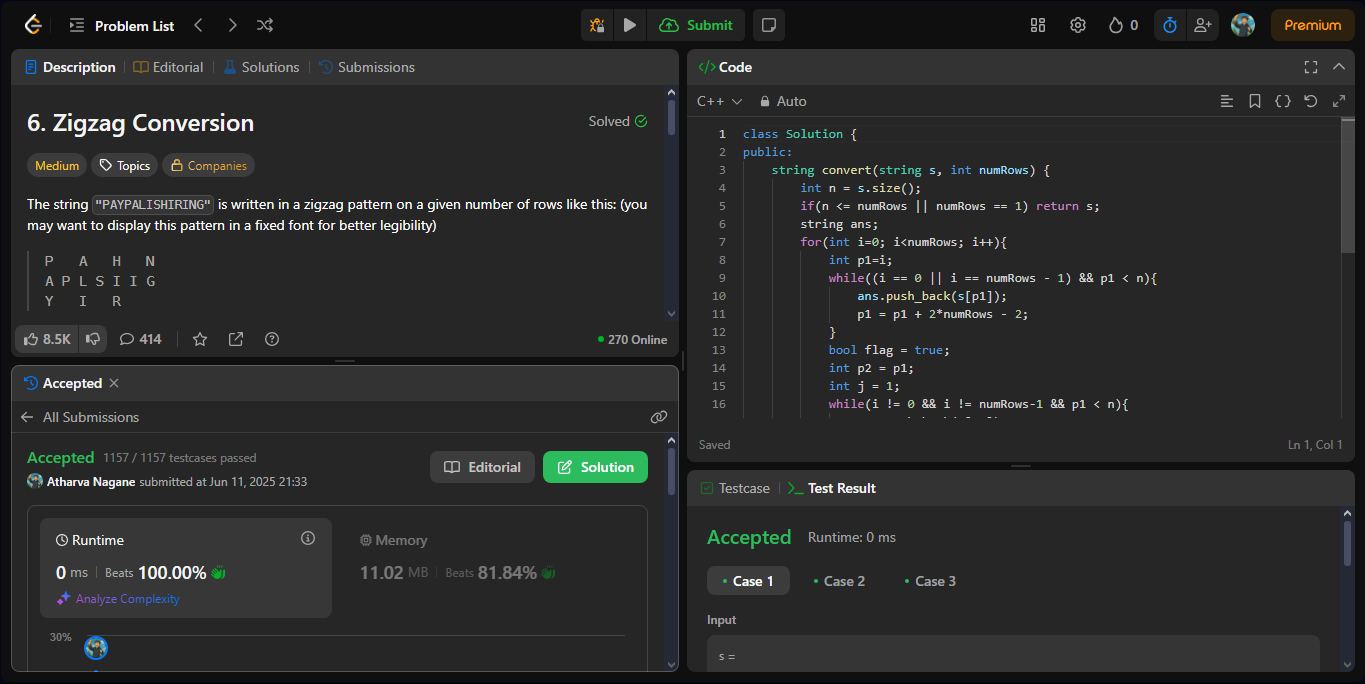 Problem List
Submit
0
Premium
Description
Editorial
Solutions
Submissions
6. Zigzag Conversion
Solved
Medium
Topics
Companies
The string "PAYPALISHIRING" is written in a zigzag pattern on a given number of rows like this: (you
may want to display this pattern in a fixed font for better legibility)
P   A   H   N
A P L S I I G
Y   I   R
8.5K
414
270 Online
Accepted
All Submissions
Accepted 1157 / 1157 testcases passed
Atharva Nagane submitted at Jun 11, 2025 21:33
Editorial
Solution
Runtime
0 ms Beats 100.00%
Analyze Complexity
Memory
11.02 MB Beats 81.84%
30%
</> Code
C++
Auto
1 class Solution {
2 public:
3     string convert(string s, int numRows) {
4         int n = s.size();
5         if(n <= numRows || numRows == 1) return s;
6         string ans;
7         for(int i=0; i<numRows; i++){
8             int p1=i;
9             while((i == 0 || i == numRows - 1) && p1 < n){
10                 ans.push_back(s[p1]);
11                 p1 = p1 + 2*numRows - 2;
12             }
13             bool flag = true;
14             int p2 = p1;
15             int j = 1;
16             while(i != 0 && i != numRows-1 && p1 < n){
Saved
Ln 1, Col 1
Testcase
>_ Test Result
Accepted Runtime: 0 ms
• Case 1 • Case 2 • Case 3
Input
s =